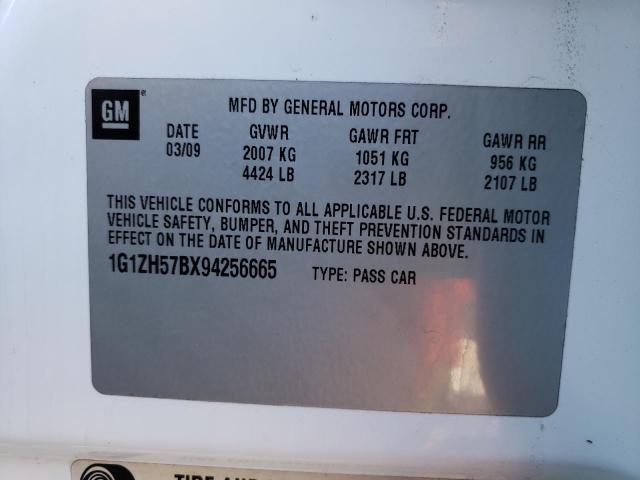 GM
MFD BY GENERAL MOTORS CORP.
DATE GVWR GAWR FRT GAWR RR
03/09 2007 KG 1051 KG 956 KG
4424 LB 2317 LB 2107 LB
THIS VEHICLE CONFORMS TO ALL APPLICABLE U.S. FEDERAL MOTOR
VEHICLE SAFETY, BUMPER, AND THEFT PREVENTION STANDARDS IN
EFFECT ON THE DATE OF MANUFACTURE SHOWN ABOVE.
1G1ZH57BX94256665 TYPE: PASS CAR
TIRE AND